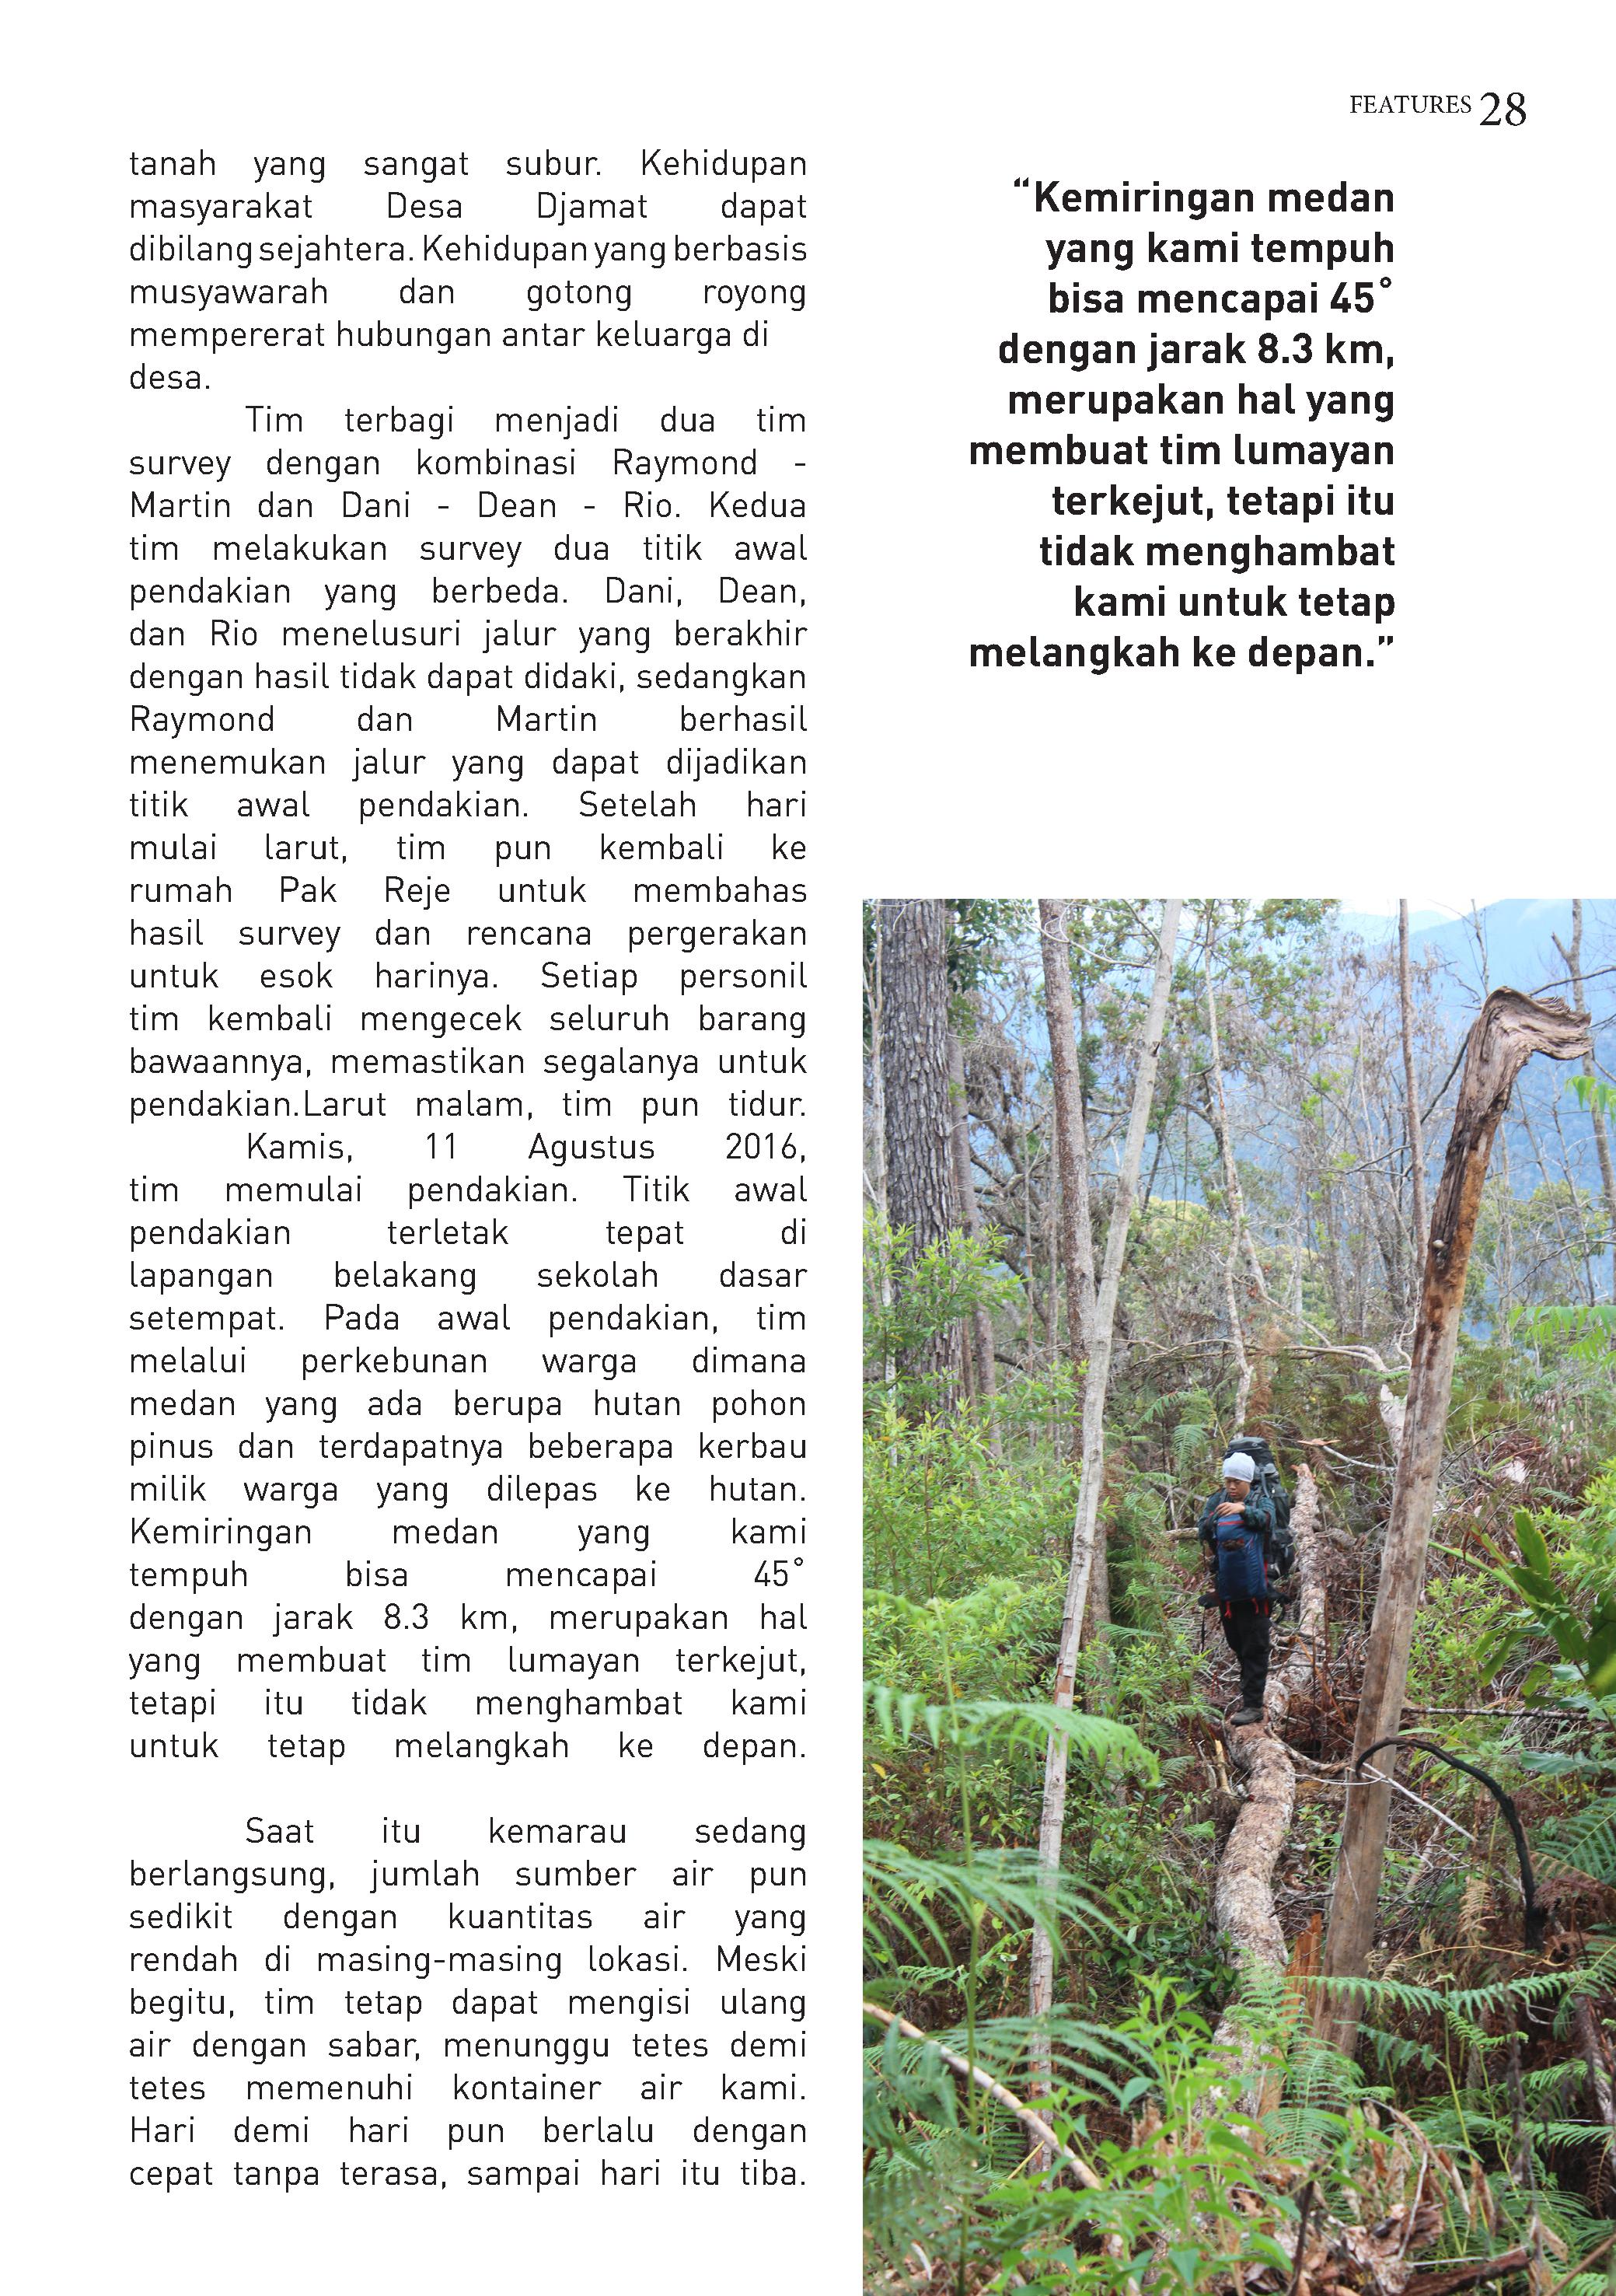 FEATURES 28
tanah yang sangat subur. Kehidupan
masyarakat Desa Djamat dapat
dibilang sejahtera. Kehidupan yang berbasis
musyawarah dan gotong royong
mempererat hubungan antar keluarga di
desa.
Tim terbagi menjadi dua tim
survey dengan kombinasi Raymond -
Martin dan Dani - Dean - Rio. Kedua
tim melakukan survey dua titik awal
pendakian yang berbeda. Dani, Dean,
dan Rio menelusuri jalur yang berakhir
dengan hasil tidak dapat didaki, sedangkan
Raymond dan Martin berhasil
menemukan jalur yang dapat dijadikan
titik awal pendakian. Setelah hari
mulai larut, tim pun kembali ke
rumah Pak Reje untuk membahas
hasil survey dan rencana pergerakan
untuk esok harinya. Setiap personil
tim kembali mengecek seluruh barang
bawaannya, memastikan segalanya untuk
pendakian.Larut malam, tim pun tidur.
Kamis, 11 Agustus 2016,
tim memulai pendakian. Titik awal
pendakian terletak tepat di
lapangan belakang sekolah dasar
setempat. Pada awal pendakian, tim
melalui perkebunan warga dimana
medan yang ada berupa hutan pohon
pinus dan terdapatnya beberapa kerbau
milik warga yang dilepas ke hutan.
Kemiringan medan yang kami
tempuh bisa mencapai 45˚
dengan jarak 8.3 km, merupakan hal
yang membuat tim lumayan terkejut,
tetapi itu tidak menghambat kami
untuk tetap melangkah ke depan.
Saat itu kemarau sedang
berlangsung, jumlah sumber air pun
sedikit dengan kuantitas air yang
rendah di masing-masing lokasi. Meski
begitu, tim tetap dapat mengisi ulang
air dengan sabar, menunggu tetes demi
tetes memenuhi kontainer air kami.
Hari demi hari pun berlalu dengan
cepat tanpa terasa, sampai hari itu tiba.
“Kemiringan medan
yang kami tempuh
bisa mencapai 45˚
dengan jarak 8.3 km,
merupakan hal yang
membuat tim lumayan
terkejut, tetapi itu
tidak menghambat
kami untuk tetap
melangkah ke depan.”